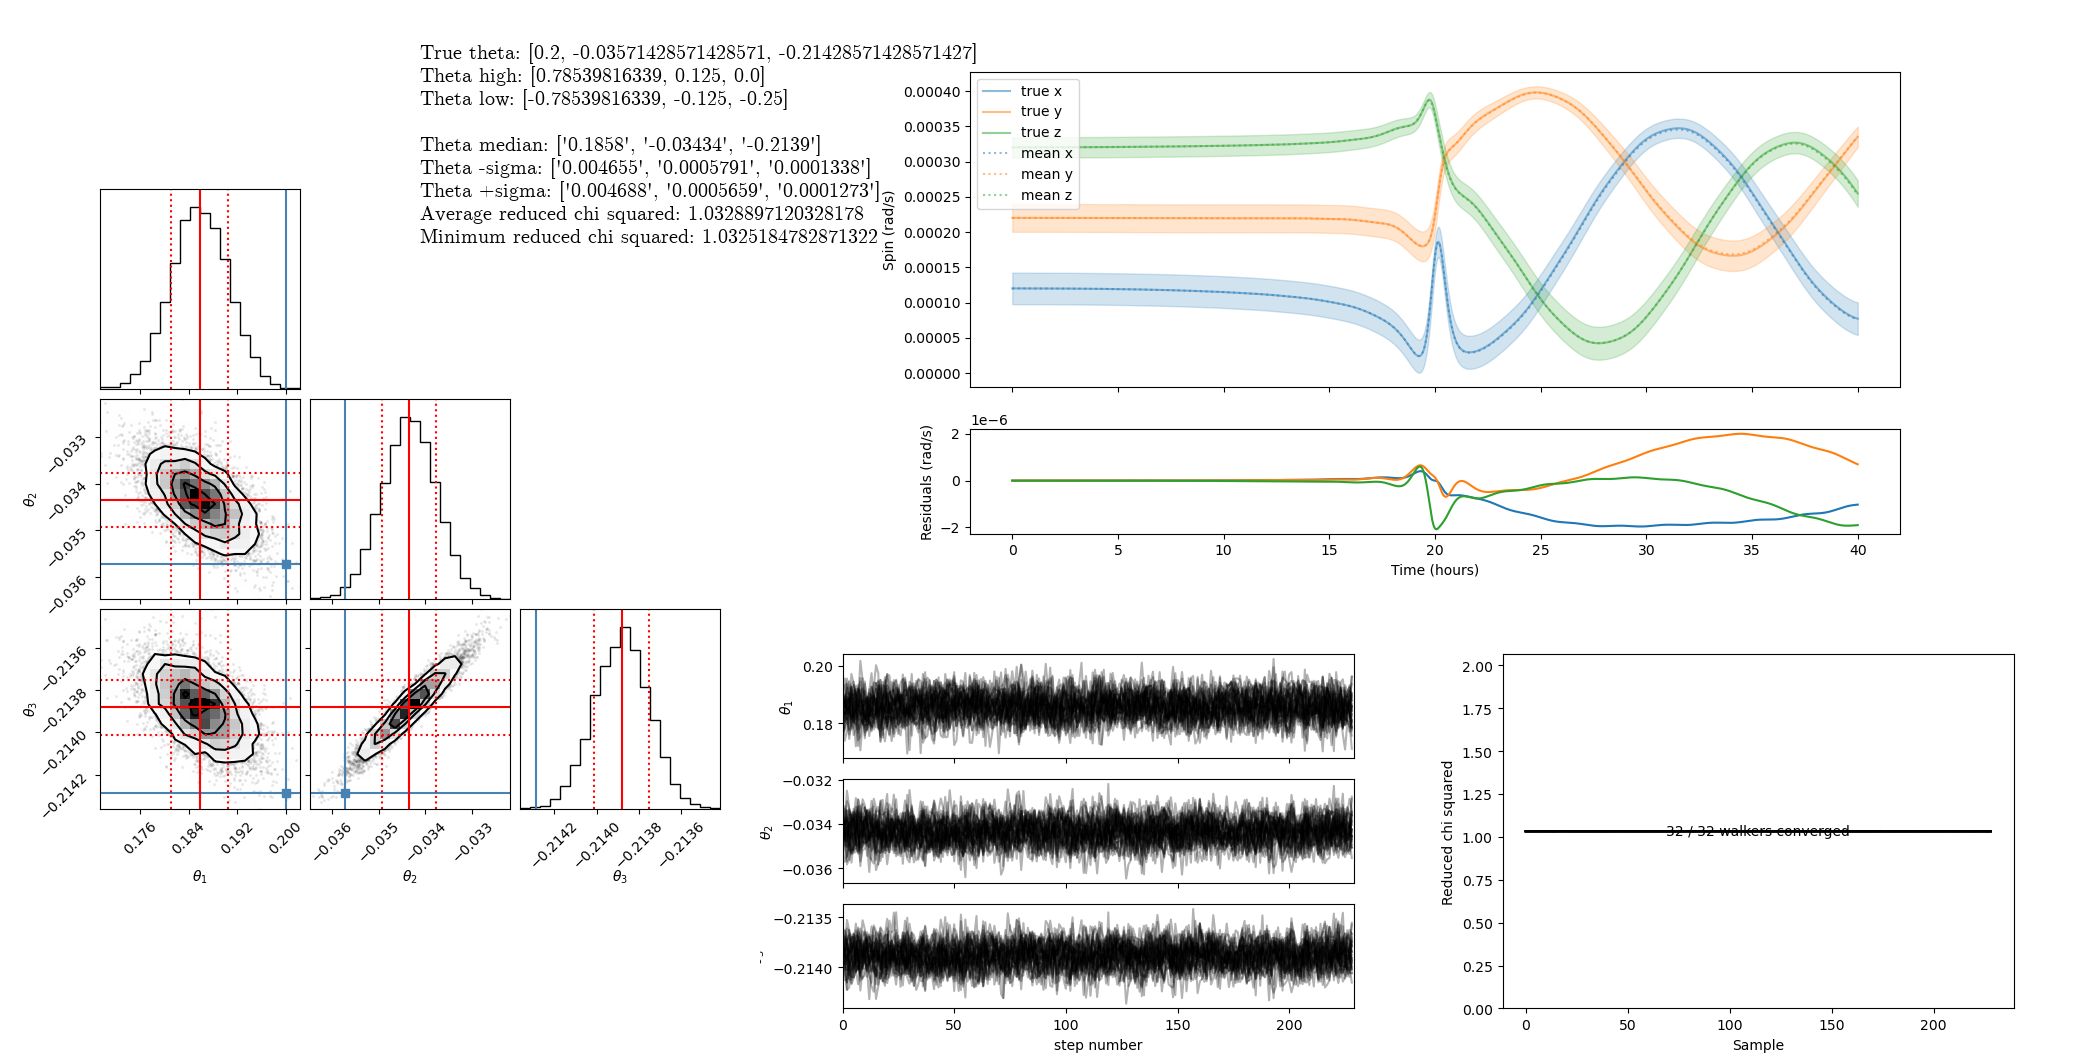 True theta: [0.2, -0.03571428571428571, -0.21428571428571427]
Theta high: [0.78539816339, 0.125, 0.0]
Theta low: [-0.78539816339, -0.125, -0.25]
Theta median: ['0.1858', '-0.03434', '-0.2139']
Theta -sigma: ['0.004655', '0.0005791', '0.0001338']
Theta +sigma: ['0.004688', '0.0005659', '0.0001273']
Average reduced chi squared: 1.0328897120328178
Minimum reduced chi squared: 1.0325184782871322
θ2
−0.033
−0.034
−0.035
−0.036
θ3
−0.2136
−0.2138
−0.2140
−0.2142
0.176
0.184
0.192
0.200
θ1
−0.036
−0.035
−0.034
−0.033
θ2
−0.2142
−0.2140
−0.2138
−0.2136
θ3
Spin (rad/s)
0.00040
0.00035
0.00030
0.00025
0.00020
0.00015
0.00010
0.00005
0.00000
true x
true y
true z
mean x
mean y
mean z
1e−6
Residuals (rad/s)
2
0
−2
0
5
10
15
20
25
30
35
40
Time (hours)
θ1
0.20
0.18
θ2
−0.032
−0.034
−0.036
−0.2135
−0.2140
0
50
100
150
200
step number
Reduced chi squared
2.00
1.75
1.50
1.25
1.00
0.75
0.50
0.25
0.00
32 / 32 walkers converged
0
50
100
150
200
Sample